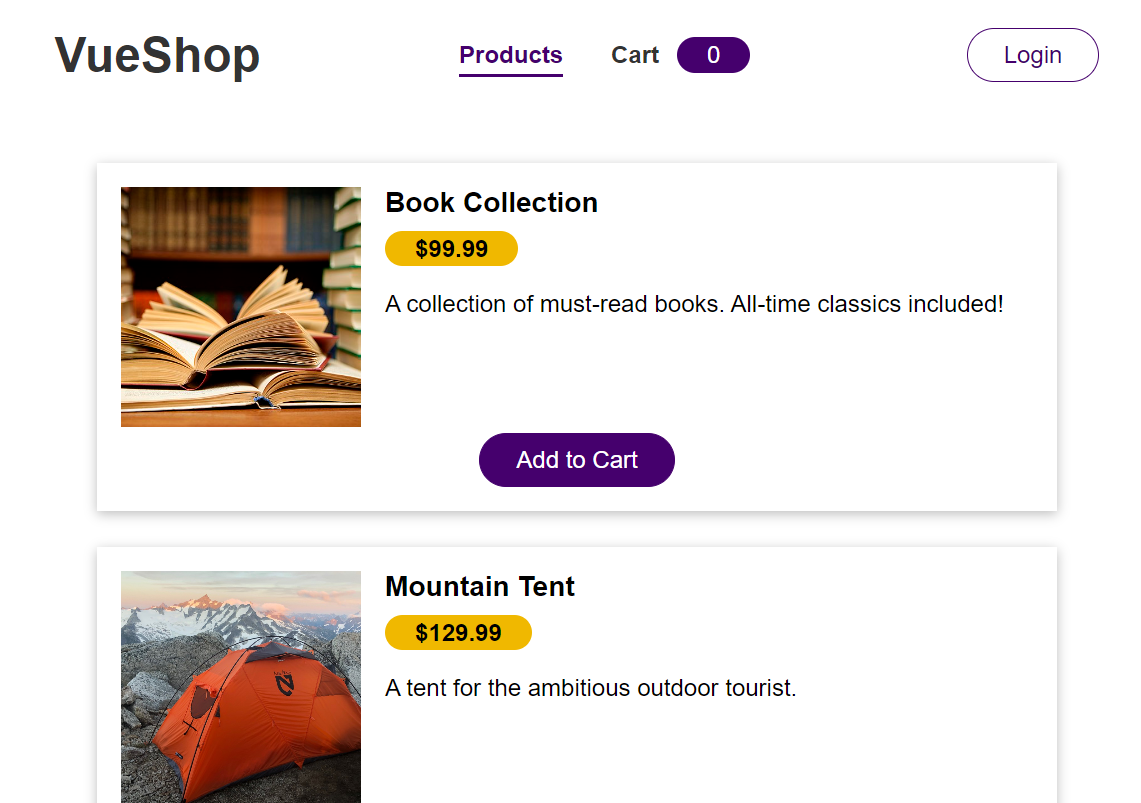 VueShop
Products
Cart
0
Login
Book Collection
$99.99
A collection of must-read books. All-time classics included!
Add to Cart
Mountain Tent
$129.99
A tent for the ambitious outdoor tourist.